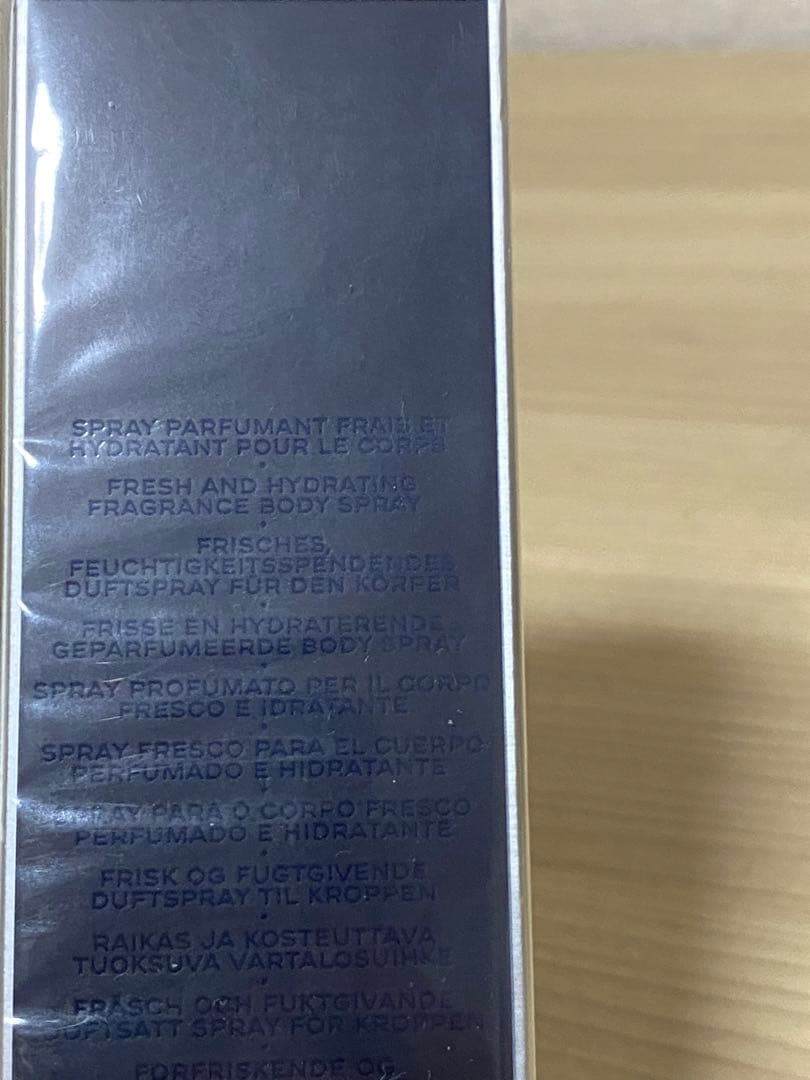 SPRAY PARFUMANT FRAIS ET
HYDRATANT POUR LE CORPS
FRESH AND HYDRATING
FRAGRANCE BODY SPRAY
FRISCHES,
FEUCHTIGKEITSSPENDENDES
DUFTSPRAY FÜR DEN KÖRPER
FRISSE EN HYDRATERENDE
GEPARFUMEERDE BODY SPRAY
SPRAY PROFUMATO PER IL CORPO
FRESCO E IDRATANTE
SPRAY FRESCO PARA EL CUERPO
PERFUMADO E HIDRATANTE
SPRAY PARA O CORPO FRESCO
PERFUMADO E HIDRATANTE
FRISK OG FUGTGIVENDE
DUFTSPRAY TIL KROPPEN
RAIKAS JA KOSTEUTTAVA
TUOKSUVA VARTALOSUIHKE
FRÄSCH OCH FUKTGIVANDE
DOFTSATT SPRAY FÖR KROPPEN
FORFRISKENDE OG